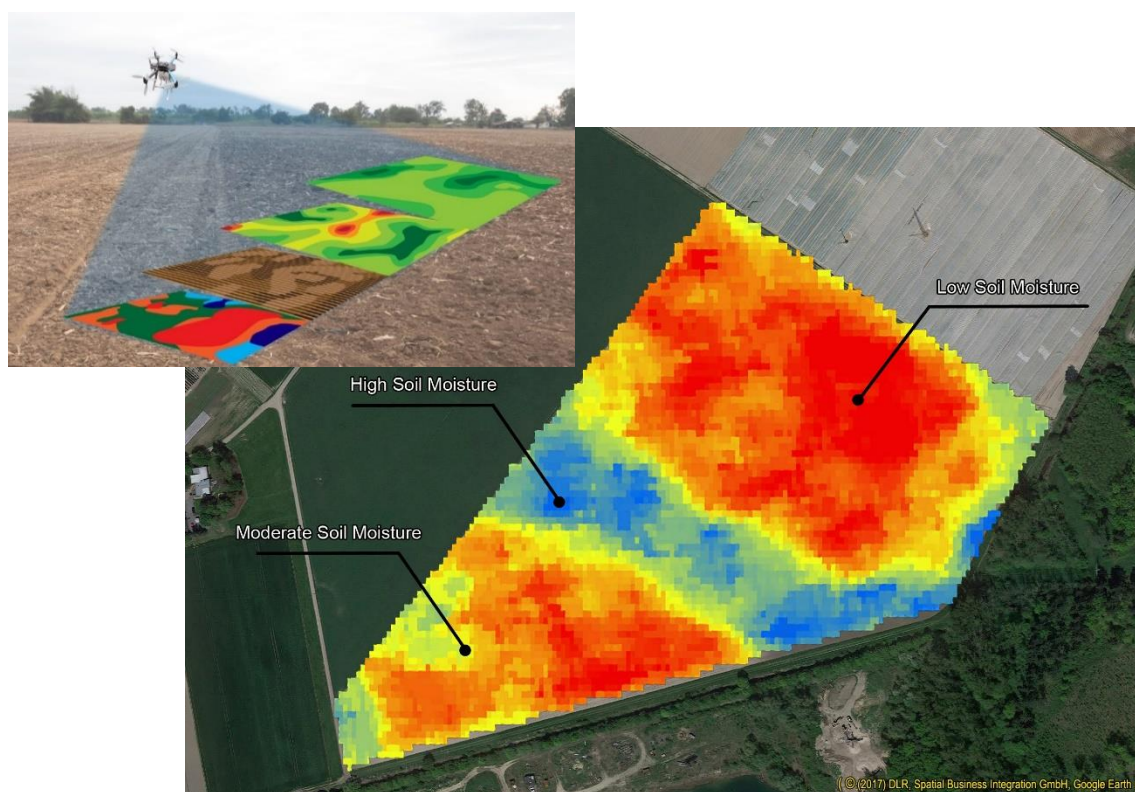 Low Soil Moisture
High Soil Moisture
Moderate Soil Moisture
( © (2017) DLR, Spatial Business Integration GmbH, Google Earth